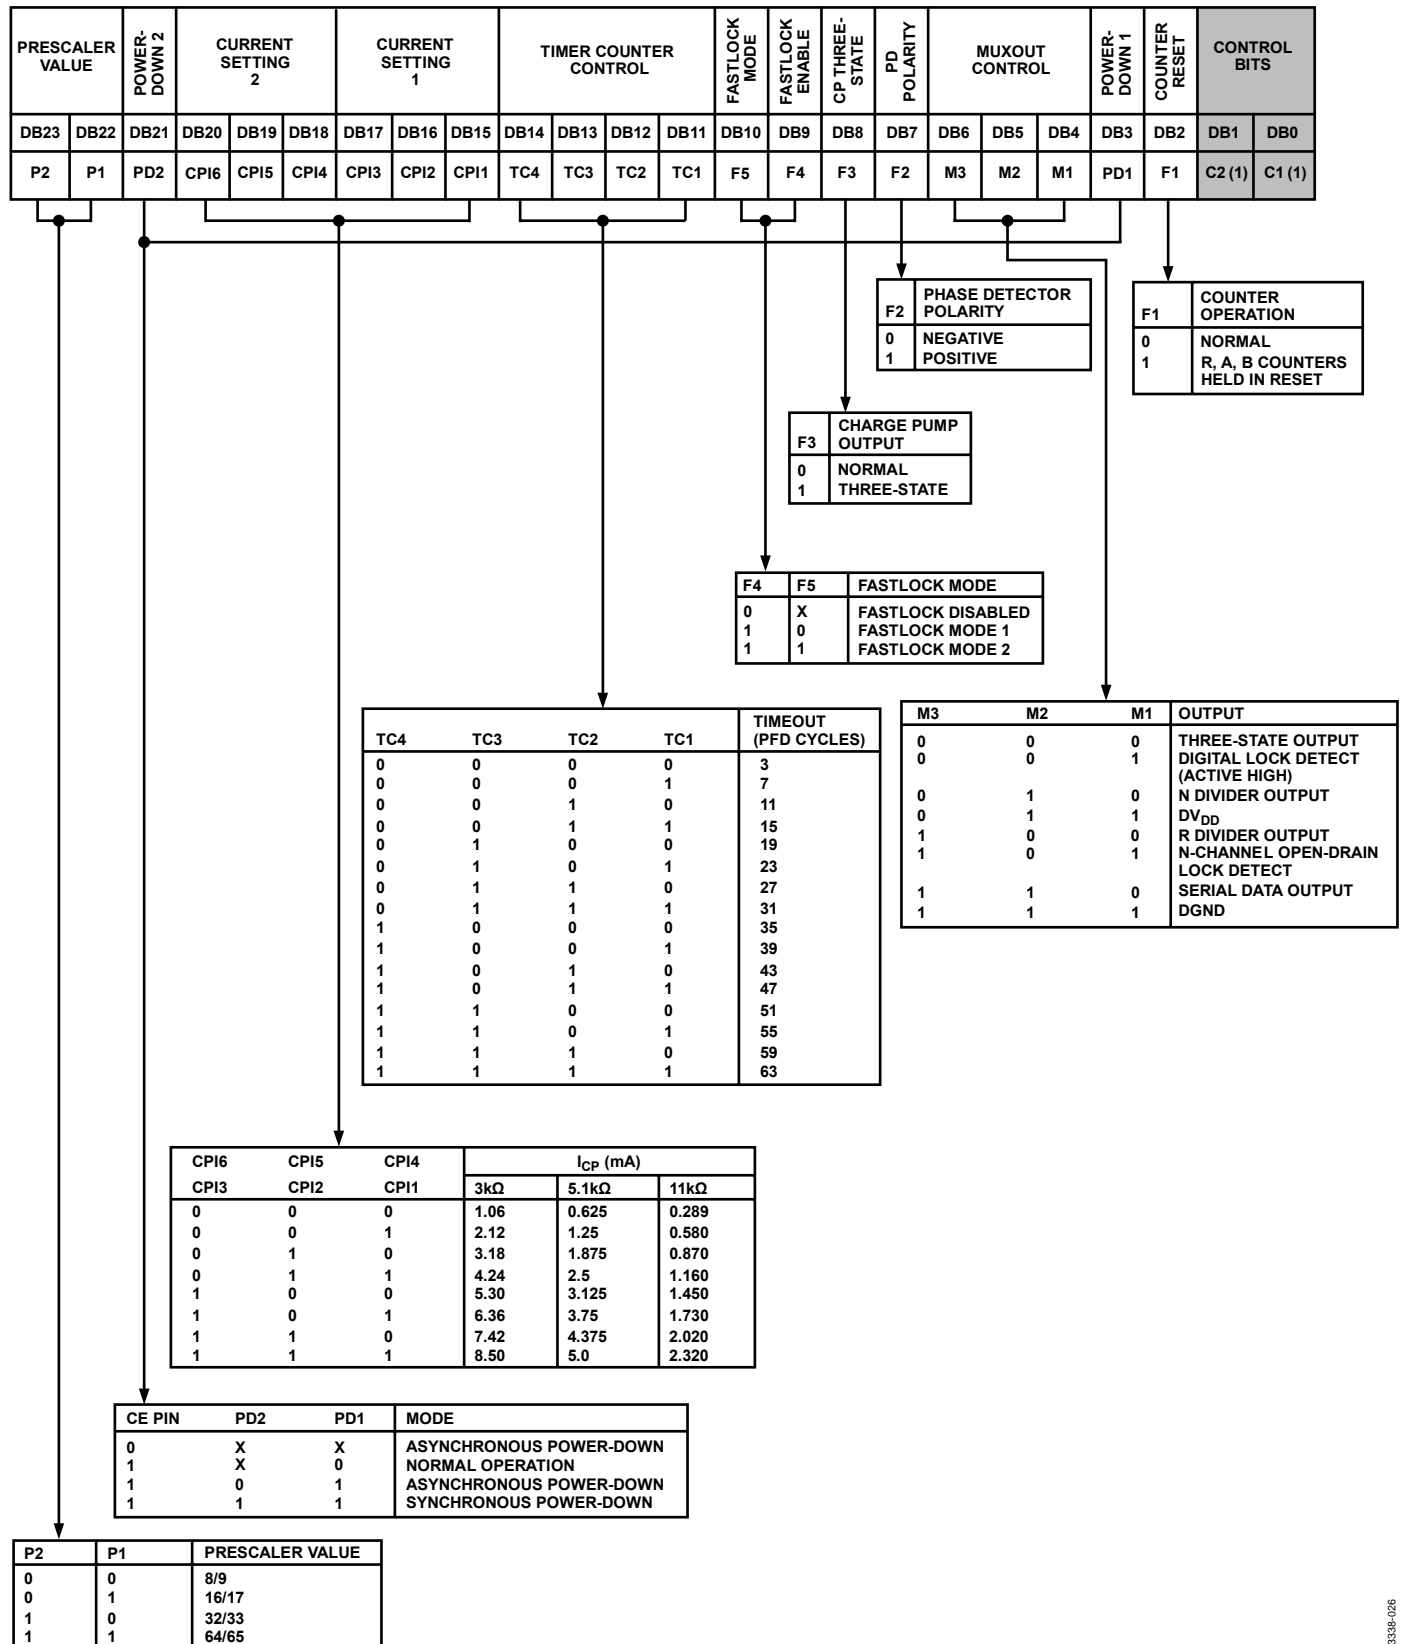 PRESCALER VALUE POWER-DOWN 2 CURRENT SETTING 2 CURRENT SETTING 1 TIMER COUNTER CONTROL FASTLOCK MODE FASTLOCK ENABLE CP THREE-STATE PD POLARITY MUXOUT CONTROL POWER-DOWN 1 COUNTER RESET CONTROL BITS
DB23 DB22 DB21 DB20 DB19 DB18 DB17 DB16 DB15 DB14 DB13 DB12 DB11 DB10 DB9 DB8 DB7 DB6 DB5 DB4 DB3 DB2 DB1 DB0
P2 P1 PD2 CPI6 CPI5 CPI4 CPI3 CPI2 CPI1 TC4 TC3 TC2 TC1 F5 F4 F3 F2 M3 M2 M1 PD1 F1 C2 (1) C1 (1)
F2 PHASE DETECTOR POLARITY
0 NEGATIVE
1 POSITIVE
F1 COUNTER OPERATION
0 NORMAL
1 R, A, B COUNTERS
HELD IN RESET
F3 CHARGE PUMP OUTPUT
0 NORMAL
1 THREE-STATE
F4 F5 FASTLOCK MODE
0 X FASTLOCK DISABLED
1 0 FASTLOCK MODE 1
1 1 FASTLOCK MODE 2
TC4 TC3 TC2 TC1 TIMEOUT (PFD CYCLES)
0 0 0 0 3
0 0 0 1 7
0 0 1 0 11
0 0 1 1 15
0 1 0 0 19
0 1 0 1 23
0 1 1 0 27
0 1 1 1 31
1 0 0 0 35
1 0 0 1 39
1 0 1 0 43
1 0 1 1 47
1 1 0 0 51
1 1 0 1 55
1 1 1 0 59
1 1 1 1 63
M3 M2 M1 OUTPUT
0 0 0 THREE-STATE OUTPUT
0 0 1 DIGITAL LOCK DETECT
(ACTIVE HIGH)
0 1 0 N DIVIDER OUTPUT
0 1 1 DVDD
1 0 0 R DIVIDER OUTPUT
1 0 1 N-CHANNEL OPEN-DRAIN
LOCK DETECT
1 1 0 SERIAL DATA OUTPUT
1 1 1 DGND
CPI6 CPI5 CPI4 ICP (mA)
CPI3 CPI2 CPI1 3kΩ 5.1kΩ 11kΩ
0 0 0 1.06 0.625 0.289
0 0 1 2.12 1.25 0.580
0 1 0 3.18 1.875 0.870
0 1 1 4.24 2.5 1.160
1 0 0 5.30 3.125 1.450
1 0 1 6.36 3.75 1.730
1 1 0 7.42 4.375 2.020
1 1 1 8.50 5.0 2.320
CE PIN PD2 PD1 MODE
0 X X ASYNCHRONOUS POWER-DOWN
1 X 0 NORMAL OPERATION
1 0 1 ASYNCHRONOUS POWER-DOWN
1 1 1 SYNCHRONOUS POWER-DOWN
P2 P1 PRESCALER VALUE
0 0 8/9
0 1 16/17
1 0 32/33
1 1 64/65
3338-026